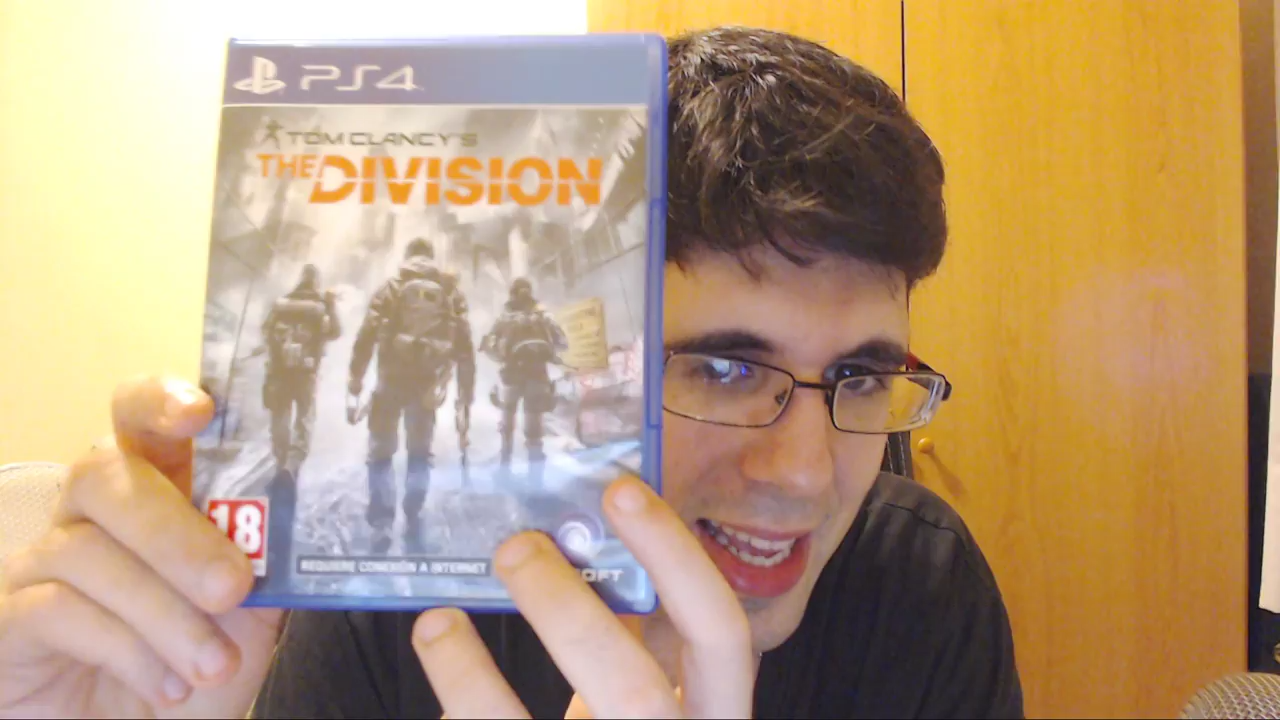 PS4
TOM CLANCY'S
THE DIVISION
18
REQUIERE CONEXIÓN A INTERNET